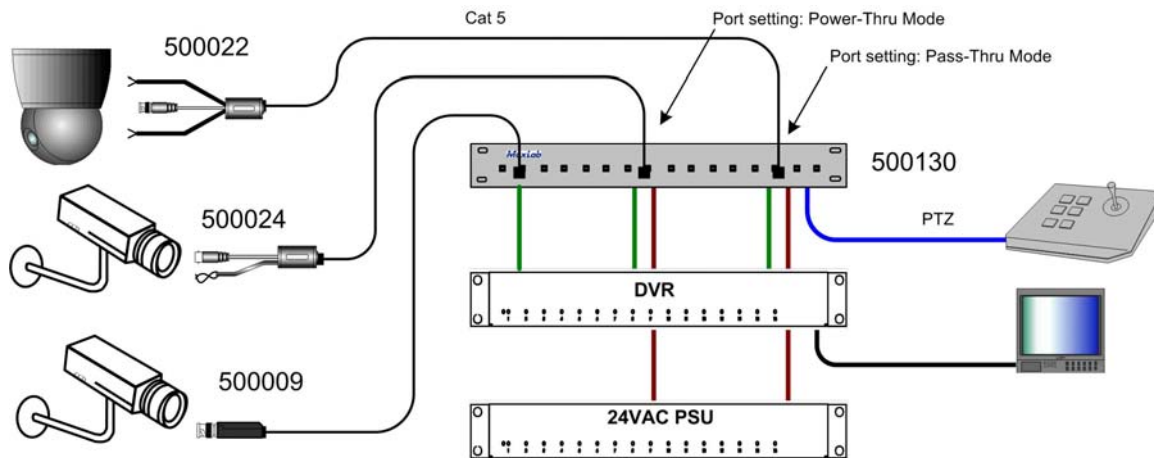 Cat 5
Port setting: Power-Thru Mode
Port setting: Pass-Thru Mode
500022
MuxLab
500130
500024
PTZ
DVR
500009
24VAC PSU